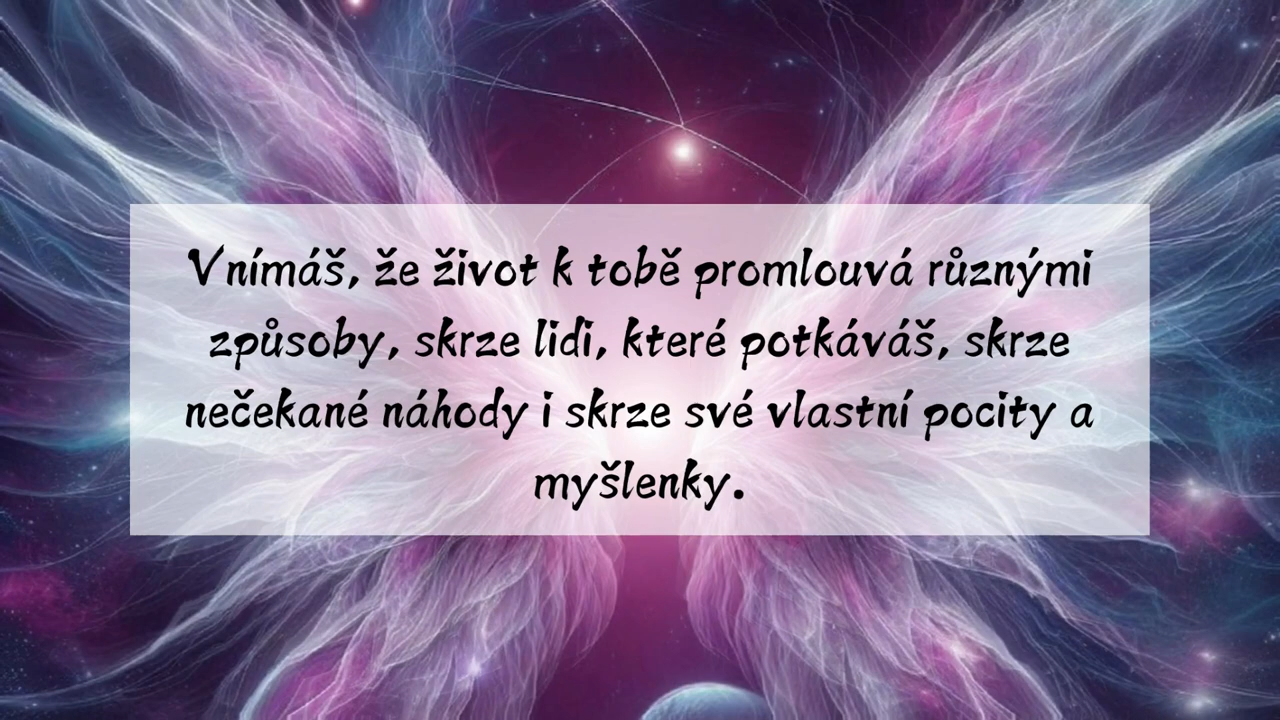 Vnímáš, že život k tobě promlouvá různými
způsoby, skrze lidi, které potkáváš, skrze
nečekané náhody i skrze své vlastní pocity a
myšlenky.